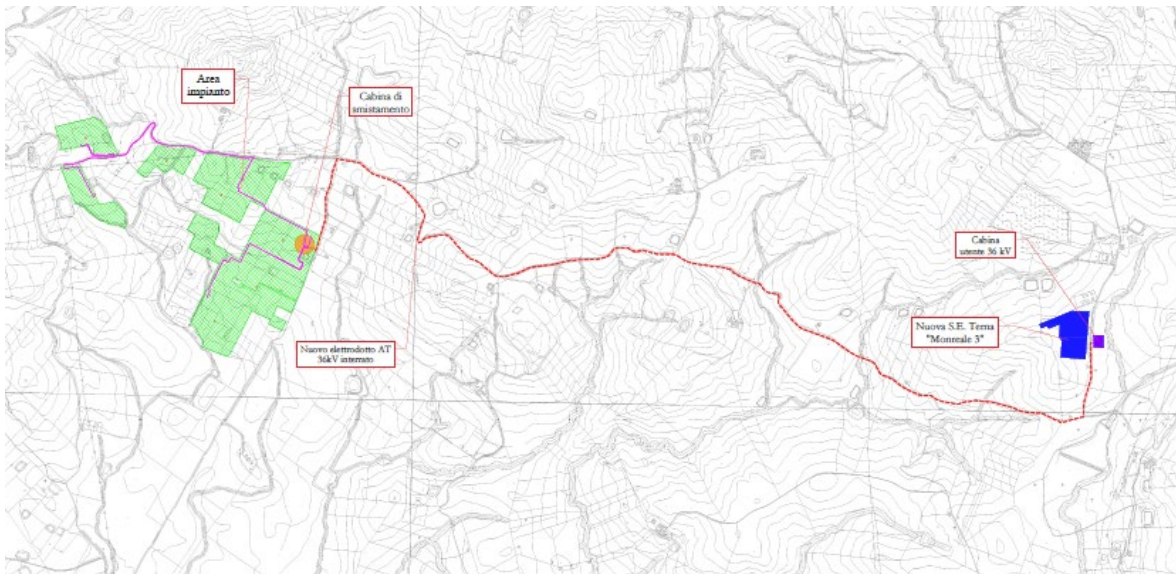 Area
impianto
Cabina di
smistamento
Cabina
utente 36 kV
Nuova S.E. Terna
"Monreale 3"
Nuovo elettrodotto AT
36kV interrato